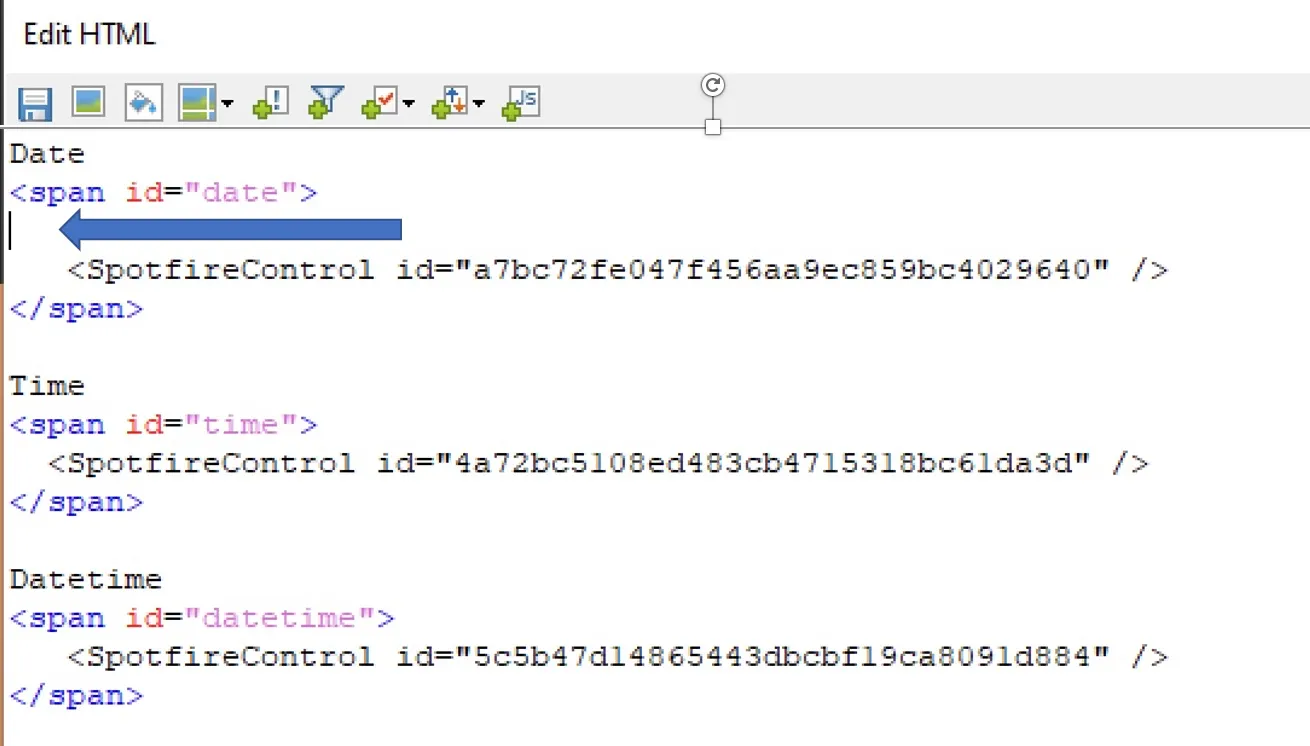 Edit HTML
JS
Date
<span id="date">
<SpotfireControl id="a7bc72fe047f456aa9ec859bc4029640" />
</span>
Time
<span id="time">
<SpotfireControl id="4a72bc5108ed483cb4715318bc61da3d" />
</span>
Datetime
<span id="datetime">
<SpotfireControl id="5c5b47d14865443dbcbf19ca8091d884" />
</span>